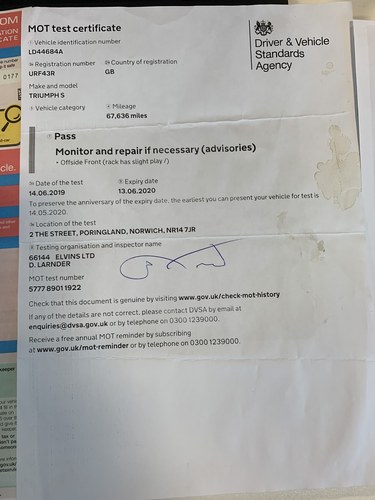 MOT test certificate
Driver & Vehicle
Standards
Agency
Vehicle identification number
LD44684A
Registration number
URF43R
Country of registration
GB
Make and model
TRIUMPH S
Vehicle category
Mileage
67,636 miles
Pass
Monitor and repair if necessary (advisories)
• Offside Front (rack has slight play /)
Date of the test
14.06.2019
Expiry date
13.06.2020
To preserve the anniversary of the expiry date, the earliest you can present your vehicle for test is
14.05.2020.
Location of the test
2 THE STREET, PORINGLAND, NORWICH, NR14 7JR
Testing organisation and inspector name
66144 ELVINS LTD
D. LARNDER
MOT test number
5777 8901 1922
Check that this document is genuine by visiting www.gov.uk/check-mot-history
If any of the details are not correct, please contact DVSA by email at
enquiries@dvsa.gov.uk or by telephone on 0300 1239000.
Receive a free annual MOT reminder by subscribing
at www.gov.uk/mot-reminder or by telephone on 0300 1239000.
0177